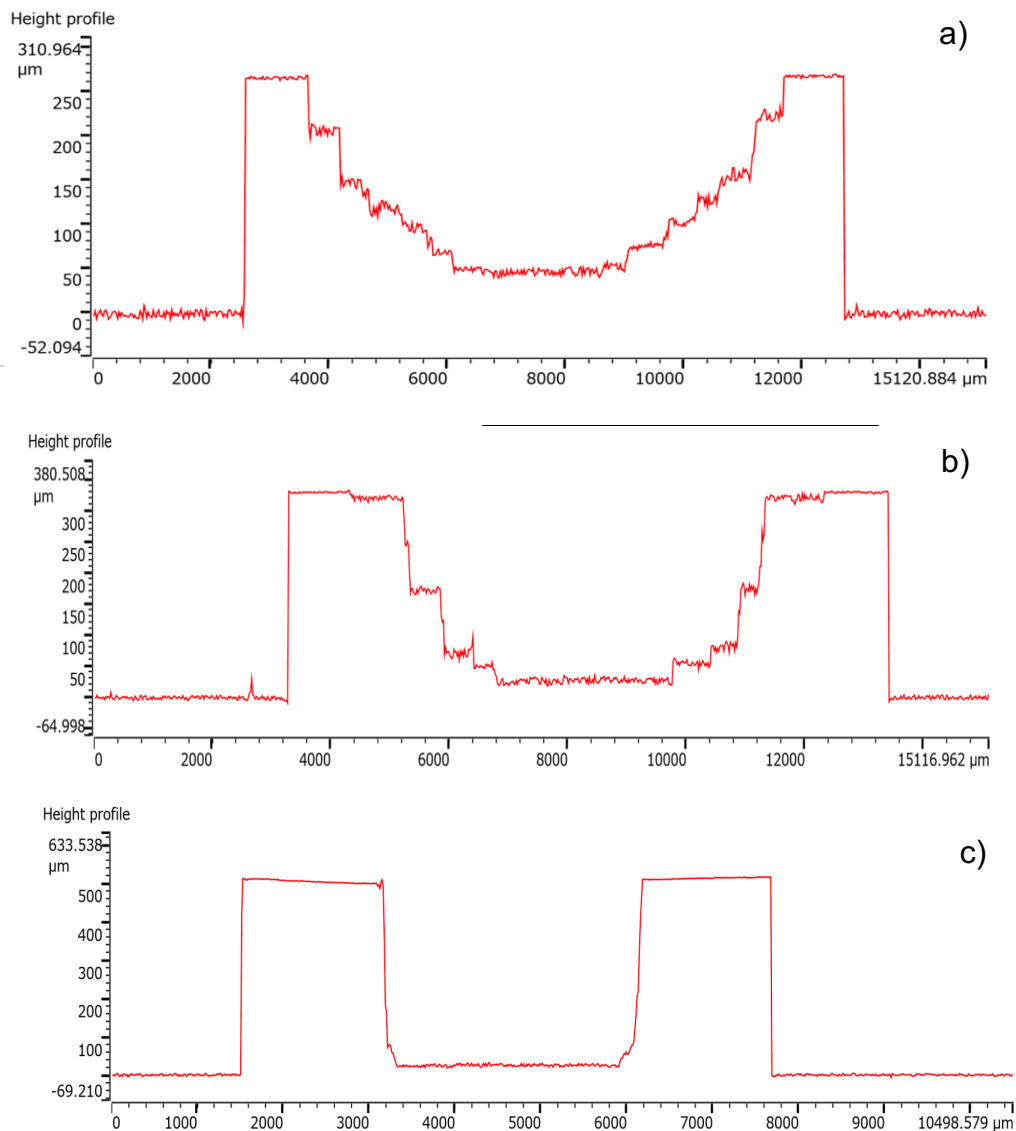 Height profile
a)
310.964
µm
250
200
150
100
50
0
-52.094
0 2000 4000 6000 8000 10000 12000 15120.884 µm
Height profile
b)
380.508
µm
300
250
200
150
100
50
-64.998
0 2000 4000 6000 8000 10000 12000 15116.962 µm
Height profile
c)
633.538
µm
500
400
300
200
100
-69.210
0 1000 2000 3000 4000 5000 6000 7000 8000 9000 10498.579 µm